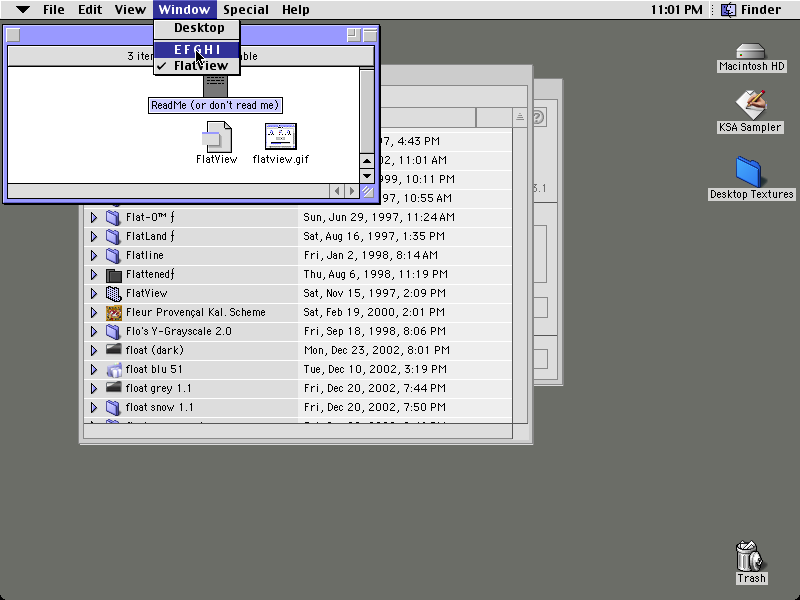 File Edit View Window Special Help 11:01 PM Finder
Desktop
E F G H I
FlatView
3 ite
able
ReadMe (or don't read me)
FlatView
flatview.gif
97, 4:43 PM
02, 11:01 AM
999, 10:11 PM
97, 10:55 AM
3.1
Flat-O™ ƒ Sun, Jun 29, 1997, 11:24 AM
FlatLand ƒ Sat, Aug 16, 1997, 1:35 PM
Flatline Fri, Jan 2, 1998, 8:14 AM
Flattenedƒ Thu, Aug 6, 1998, 11:19 PM
FlatView Sat, Nov 15, 1997, 2:09 PM
Fleur Provençal Kal. Scheme Sat, Feb 19, 2000, 2:01 PM
Flo's Y-Grayscale 2.0 Fri, Sep 18, 1998, 8:06 PM
float (dark) Mon, Dec 23, 2002, 8:01 PM
float blu 51 Tue, Dec 10, 2002, 3:19 PM
float grey 1.1 Fri, Dec 20, 2002, 7:44 PM
float snow 1.1 Fri, Dec 20, 2002, 7:50 PM
Macintosh HD
KSA Sampler
Desktop Textures
Trash